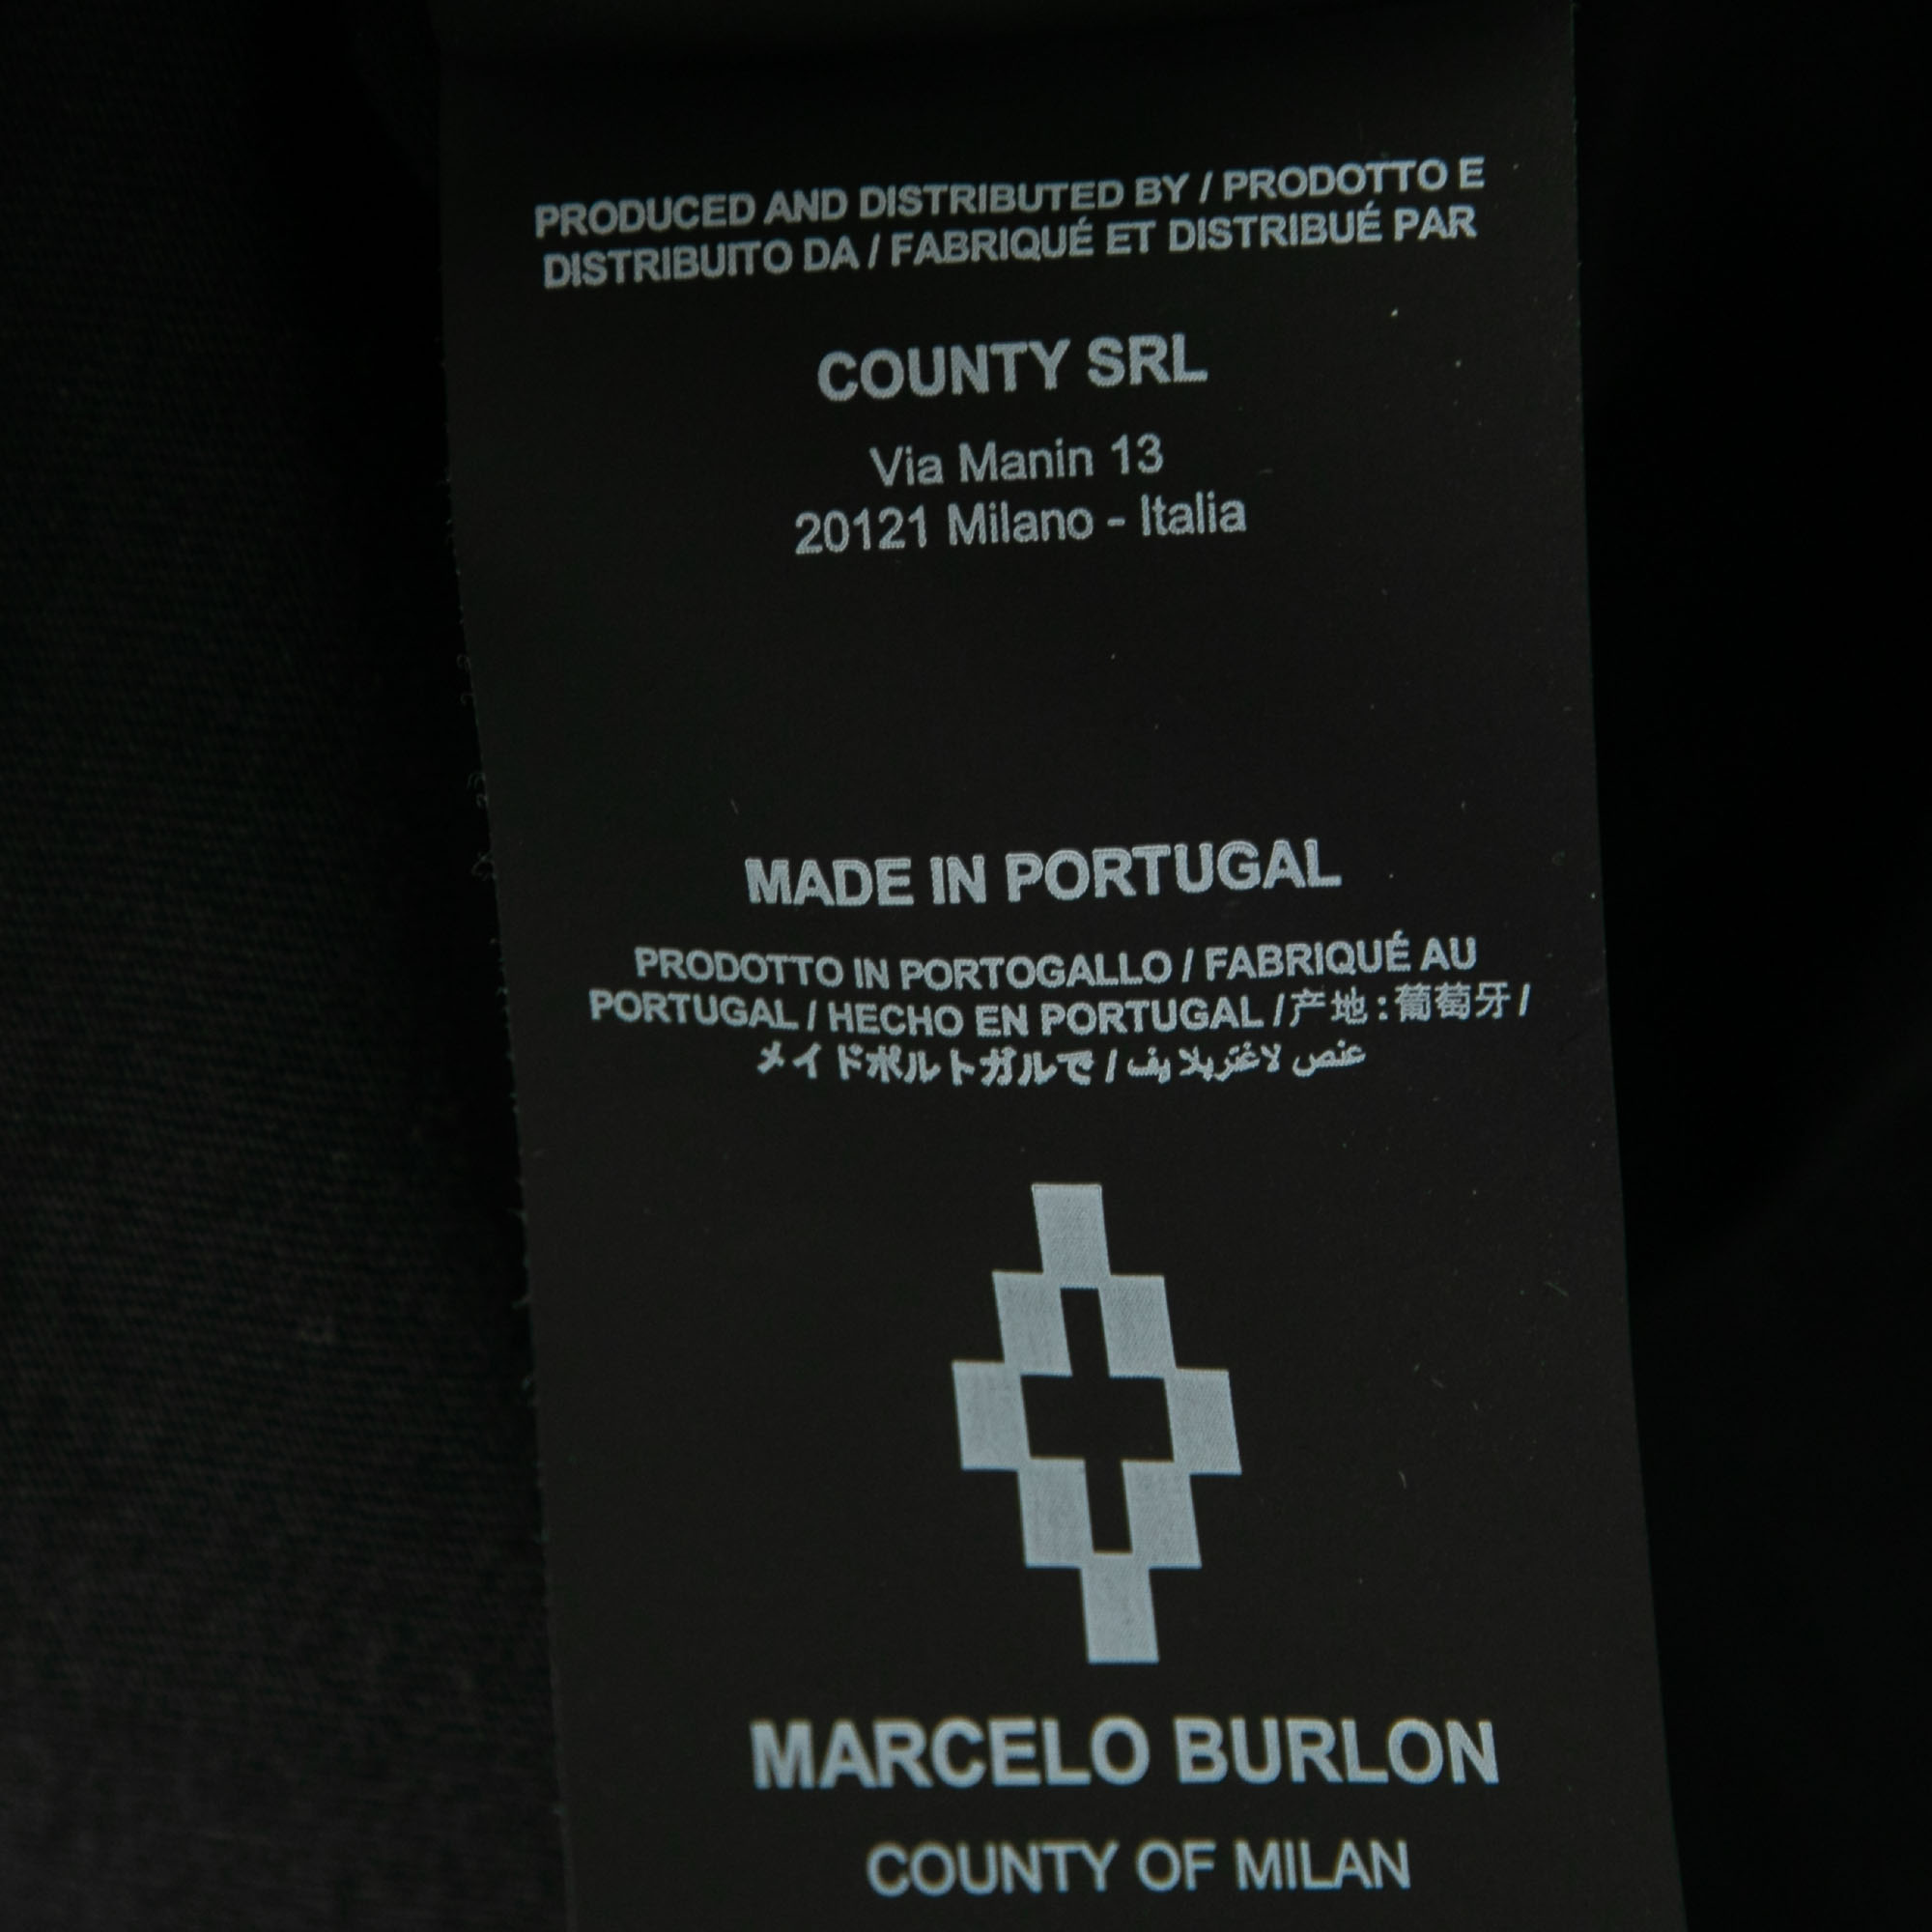 PRODUCED AND DISTRIBUTED BY / PRODOTTO E
DISTRIBUITO DA / FABRIQUÉ ET DISTRIBUÉ PAR
COUNTY SRL
Via Manin 13
20121 Milano - Italia
MADE IN PORTUGAL
PRODOTTO IN PORTOGALLO / FABRIQUÉ AU
PORTUGAL / HECHO EN PORTUGAL / 产地 : 葡萄牙 /
メイドポルトガルで / عنص لاغتربلا يف
MARCELO BURLON
COUNTY OF MILAN